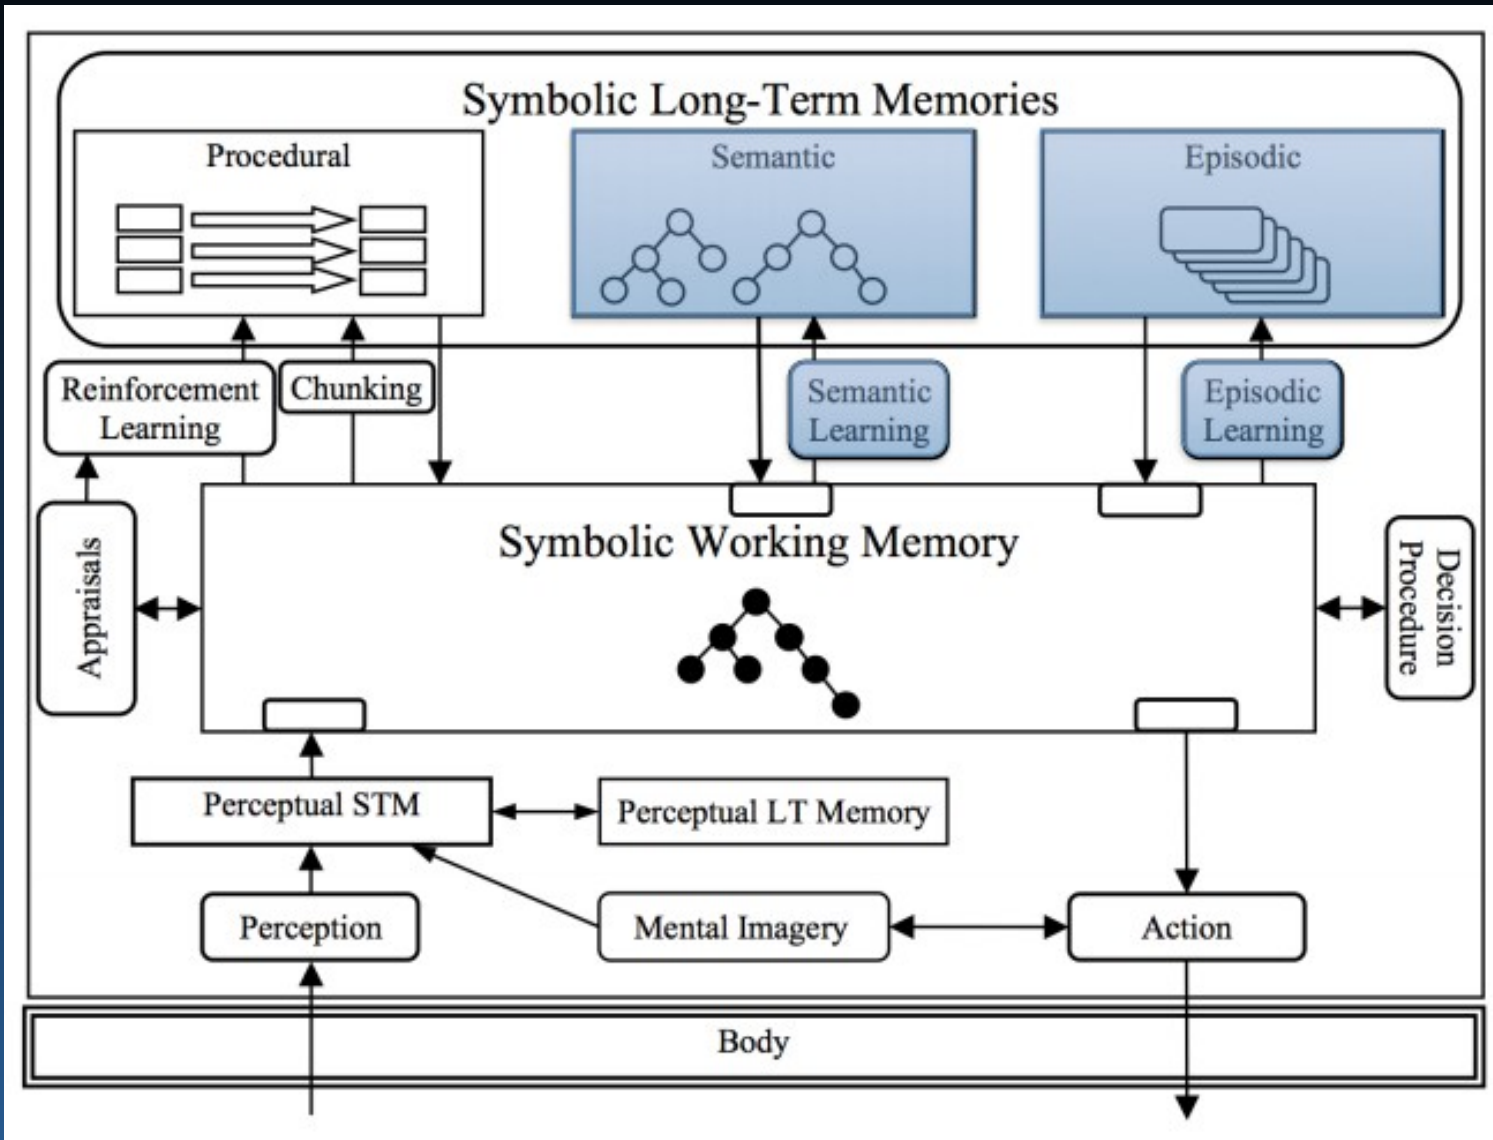 Symbolic Long-Term Memories
Procedural
Semantic
Episodic
Reinforcement
Learning
Chunking
Semantic
Learning
Episodic
Learning
Symbolic Working Memory
Appraisals
Decision
Procedure
Perceptual STM
Perceptual LT Memory
Perception
Mental Imagery
Action
Body